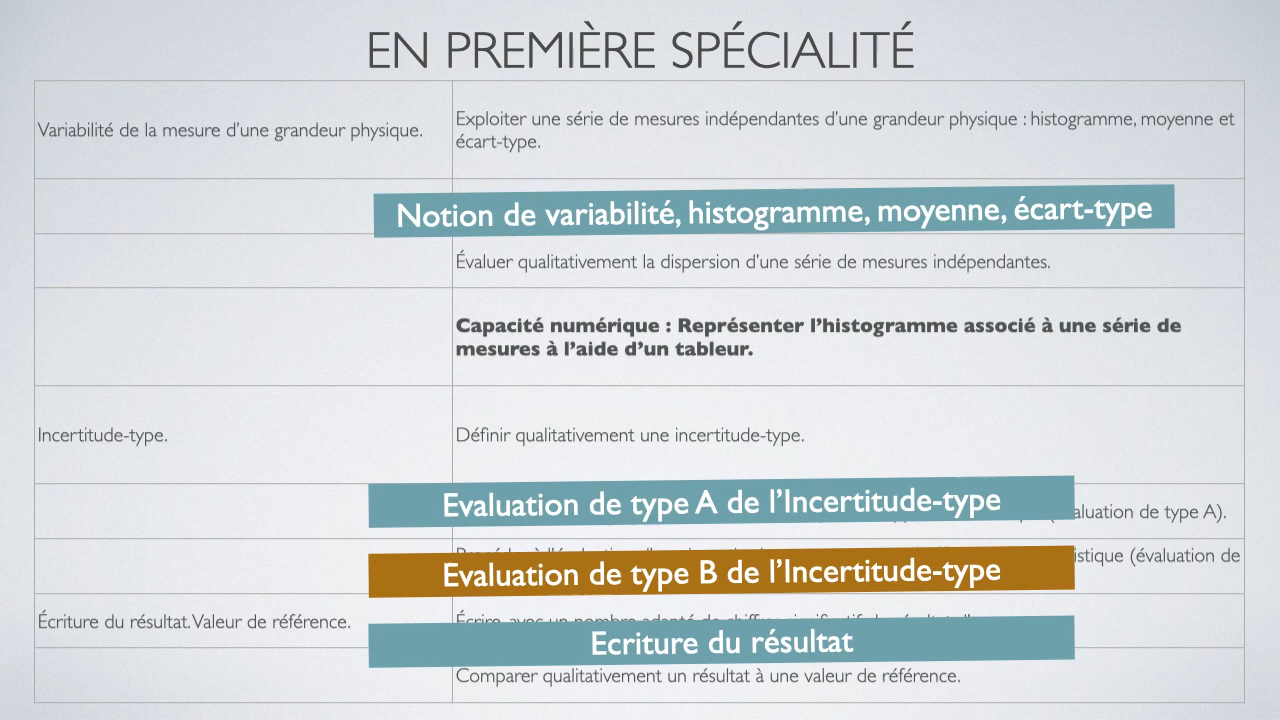 EN PREMIÈRE SPÉCIALITÉ
Variabilité de la mesure d’une grandeur physique.
Exploiter une série de mesures indépendantes d’une grandeur physique : histogramme, moyenne et
écart-type.
Notion de variabilité, histogramme, moyenne, écart-type
Évaluer qualitativement la dispersion d’une série de mesures indépendantes.
Capacité numérique : Représenter l’histogramme associé à une série de
mesures à l’aide d’un tableur.
Incertitude-type.
Définir qualitativement une incertitude-type.
Evaluation de type A de l’Incertitude-type
de type A).
Evaluation de type B de l’Incertitude-type
(évaluation de
Écriture du résultat. Valeur de référence.
Ecriture du résultat
Comparer qualitativement un résultat à une valeur de référence.